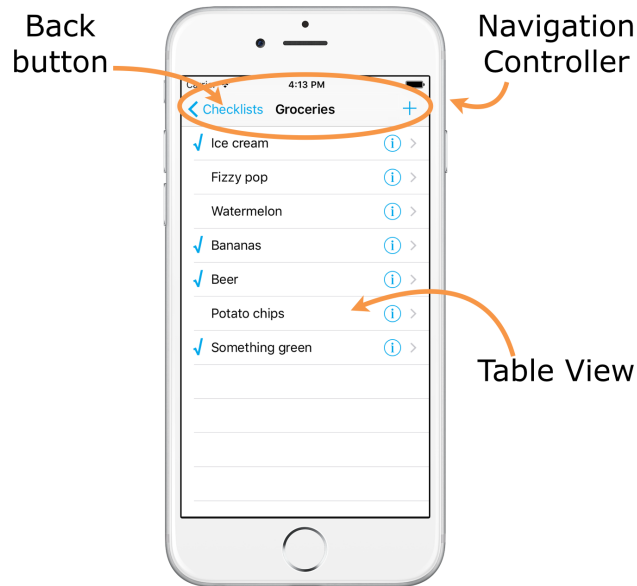 Back
button
Navigation
Controller
4:13 PM
Checklists Groceries +
Ice cream
Fizzy pop
Watermelon
Bananas
Beer
Potato chips
Something green
Table View